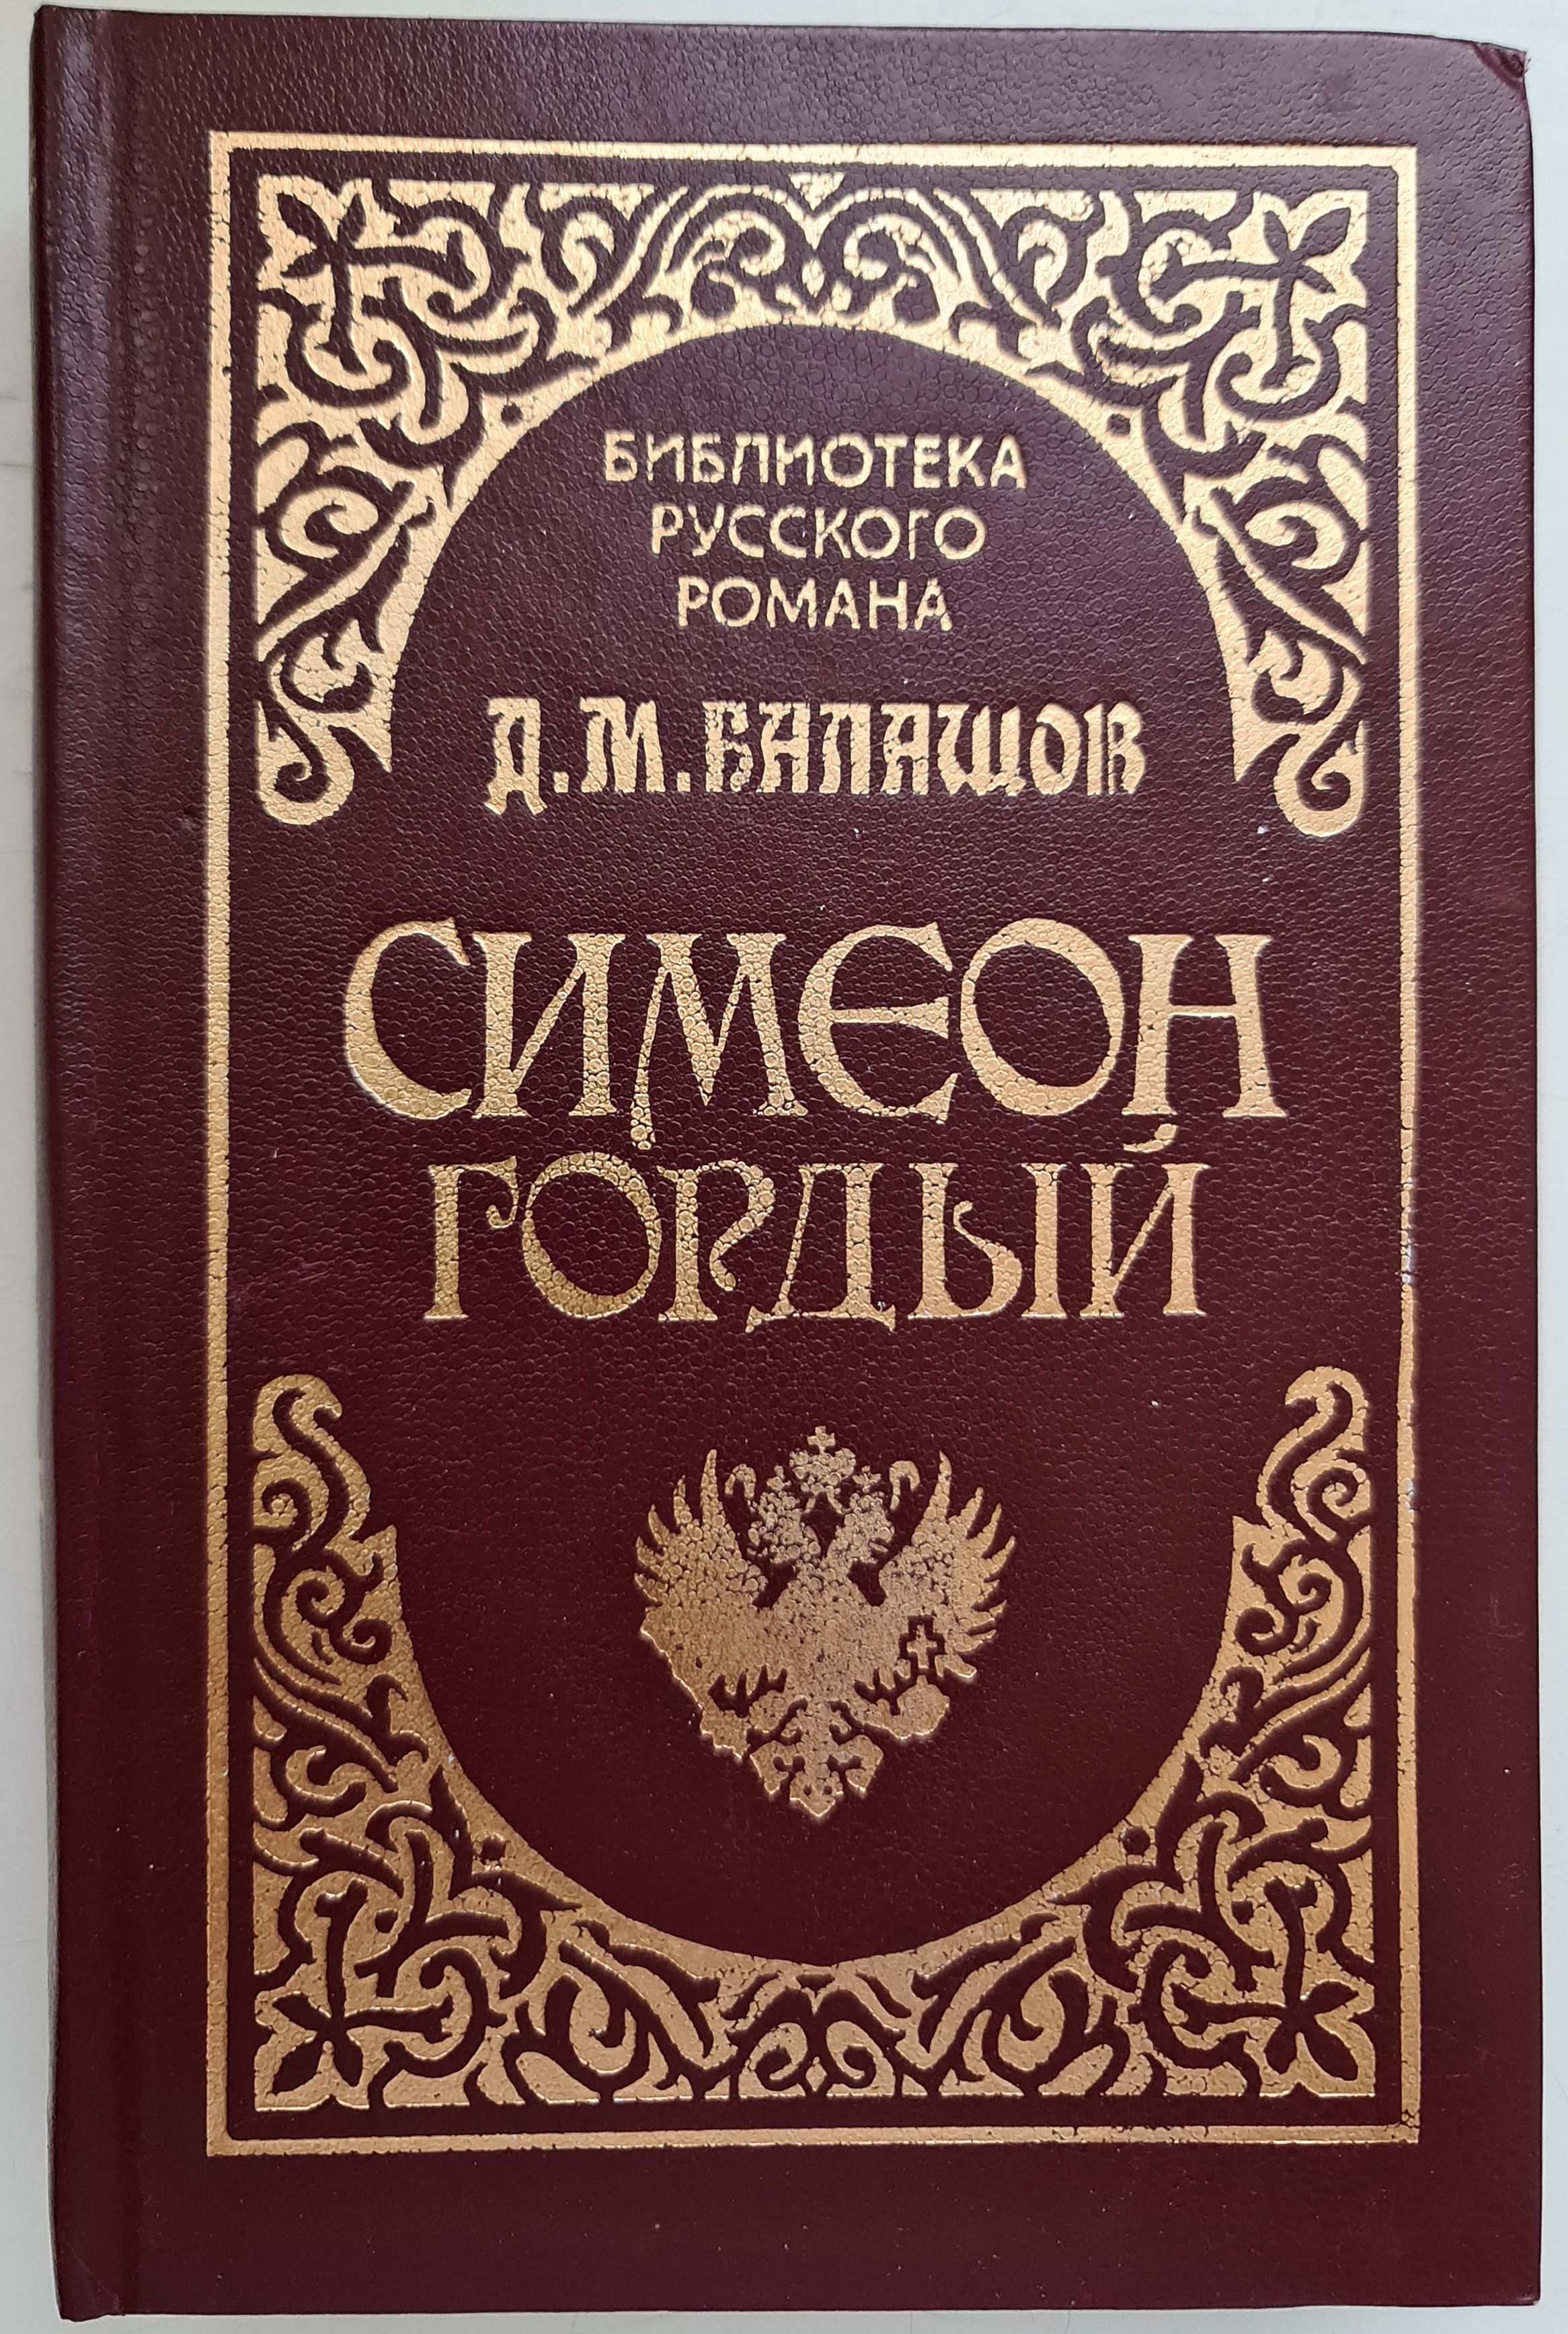 БИБЛИОТЕКА
РУССКОГО
РОМАНА
Д.М.БАЛАШОВ
СИМЕОН
ГОРДЫЙ